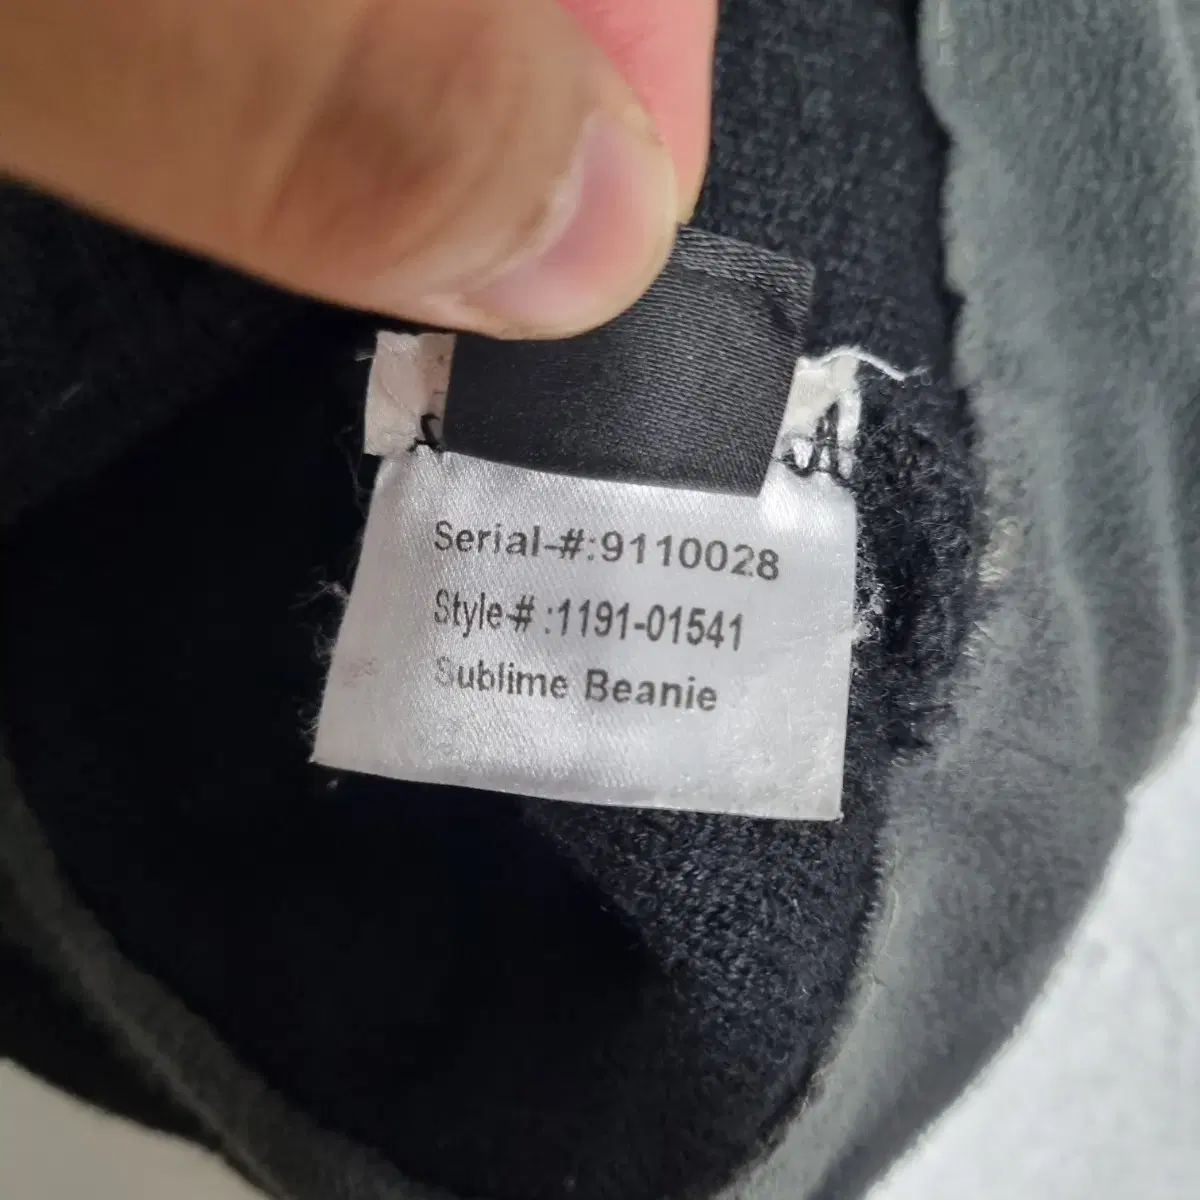 Serial-#:9110028
Style-# :1191-01541
Sublime Beanie